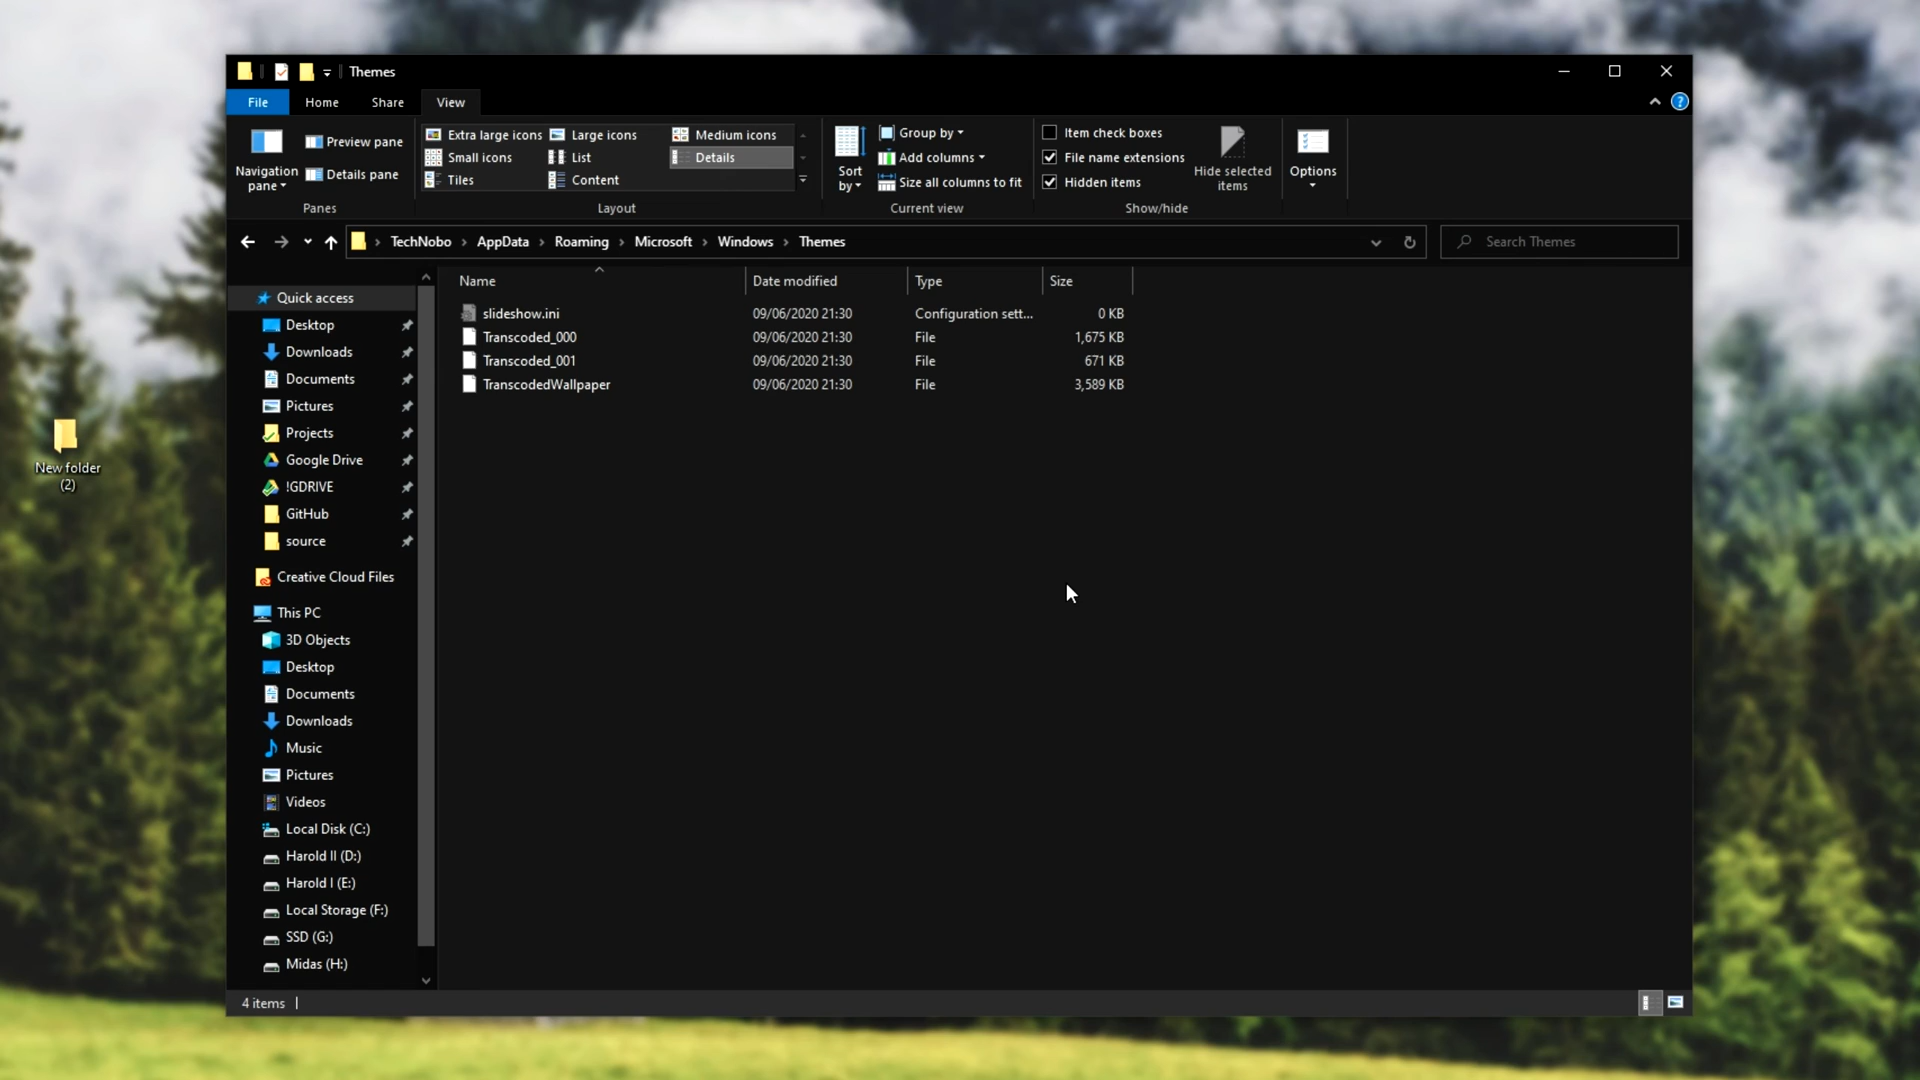 Themes
File Home Share View
Navigation pane
Preview pane
Details pane
Panes
Extra large icons Large icons Medium icons
Small icons List Details
Tiles Content
Layout
Sort by
Group by
Add columns
Size all columns to fit
Current view
Item check boxes
File name extensions
Hidden items
Hide selected items
Show/hide
Options
TechNobo › AppData › Roaming › Microsoft › Windows › Themes
Search Themes
Quick access
Desktop
Downloads
Documents
Pictures
Projects
Google Drive
!GDRIVE
GitHub
source
Creative Cloud Files
This PC
3D Objects
Desktop
Documents
Downloads
Music
Pictures
Videos
Local Disk (C:)
Harold II (D:)
Harold I (E:)
Local Storage (F:)
SSD (G:)
Midas (H:)
Name Date modified Type Size
slideshow.ini 09/06/2020 21:30 Configuration sett... 0 KB
Transcoded_000 09/06/2020 21:30 File 1,675 KB
Transcoded_001 09/06/2020 21:30 File 671 KB
TranscodedWallpaper 09/06/2020 21:30 File 3,589 KB
4 items
New folder
(2)